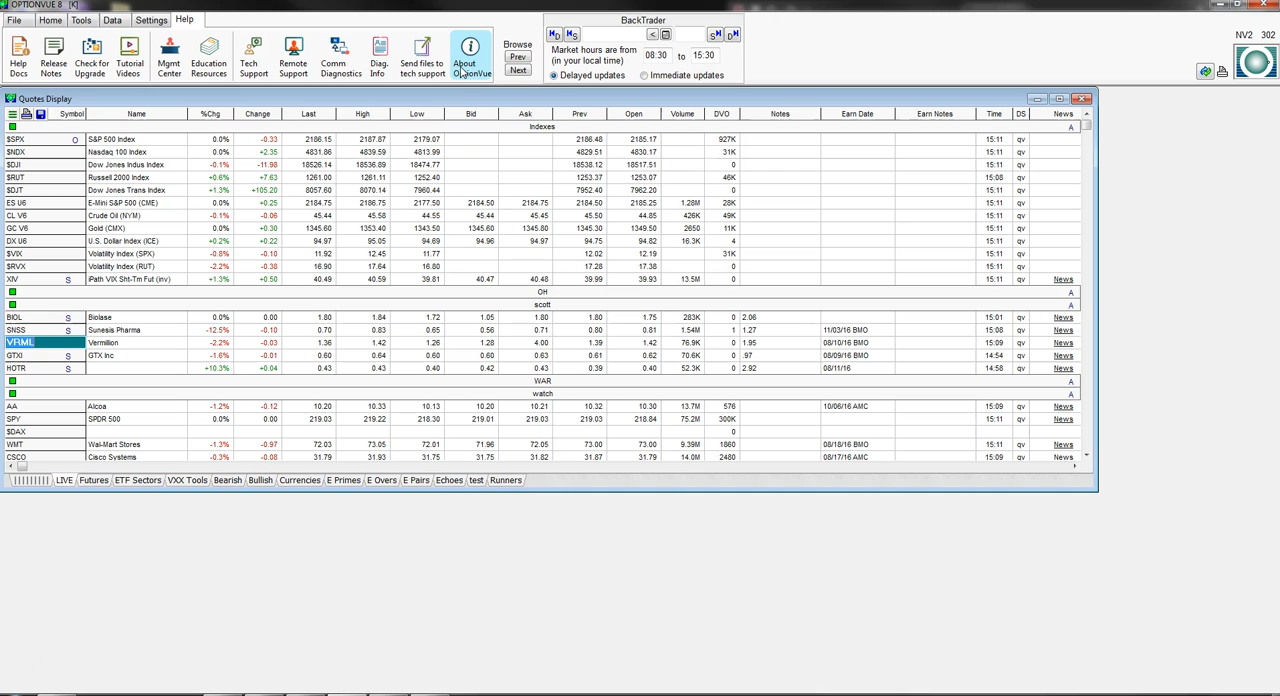 OPTIONVUE 8 [K]
File Home Tools Data Settings Help
Help Docs
Release Notes
Check for Upgrade
Tutorial Videos
Mgmt Center
Education Resources
Tech Support
Remote Support
Comm Diagnostics
Diag. Info
Send files to tech support
About OptionVue
Browse
Prev
Next
BackTrader
Market hours are from 08:30 to 15:30
(in your local time)
Delayed updates Immediate updates
NV2 302
Quotes Display
Symbol Name %Chg Change Last High Low Bid Ask Prev Open Volume DVO Notes Earn Date Earn Notes Time DS News
Indexes A
$SPX O S&P 500 Index 0.0% -0.33 2186.15 2187.87 2179.07 2186.48 2185.17 927K 15:11 qv
$NDX Nasdaq 100 Index 0.0% +2.35 4831.86 4839.59 4813.99 4829.51 4830.17 31K 15:11 qv
$DJI Dow Jones Indus Index -0.1% -11.98 18526.14 18536.89 18474.77 18538.12 18517.51 0 15:11 qv
$RUT Russell 2000 Index +0.6% +7.63 1261.00 1261.11 1252.40 1253.37 1253.07 46K 15:08 qv
$DJT Dow Jones Trans Index +1.3% +105.20 8057.60 8070.14 7960.44 7952.40 7962.20 0 15:11 qv
ES U6 E-Mini S&P 500 (CME) 0.0% +0.25 2184.75 2186.75 2177.50 2184.50 2184.75 2184.50 2185.25 1.28M 28K 15:11 qv
CL V6 Crude Oil (NYM) -0.1% -0.06 45.44 45.58 44.55 45.44 45.45 45.50 44.85 426K 49K 15:11 qv
GC V6 Gold (CMX) 0.0% +0.30 1345.60 1353.40 1343.50 1345.60 1345.80 1345.30 1349.50 2650 11K 15:11 qv
DX U6 U.S. Dollar Index (ICE) +0.2% +0.22 94.97 95.05 94.69 94.96 94.97 94.75 94.82 16.3K 4 15:11 qv
$VIX Volatility Index (SPX) -0.8% -0.10 11.92 12.45 11.77 12.02 12.19 31K 15:11 qv
$RVX Volatility Index (RUT) -2.2% -0.38 16.90 17.64 16.80 17.28 17.38 0 15:11 qv
XIV S iPath VIX Sht-Tm Fut (inv) +1.3% +0.50 40.49 40.59 39.81 40.47 40.48 39.99 39.93 13.5M 0 15:11 qv News
OH A
scott A
BIOL S Biolase 0.0% 0.00 1.80 1.84 1.72 1.05 1.80 1.80 1.75 283K 0 2.06 15:01 qv News
SNSS S Sunesis Pharma -12.5% -0.10 0.70 0.83 0.65 0.56 0.71 0.80 0.81 1.54M 1 1.27 11/03/16 BMO 15:08 qv News
VRML Vermillion -2.2% -0.03 1.36 1.42 1.26 1.28 4.00 1.39 1.42 76.9K 0 1.95 08/10/16 BMO 15:09 qv News
GTXI S GTX Inc -1.6% -0.01 0.64 0.64 0.60 0.60 0.64 0.63 0.61 0.62 70.6K 0 .97 08/09/16 BMO 14:54 qv News
HOTR S +10.3% +0.04 0.43 0.43 0.40 0.42 0.43 0.39 0.40 52.3K 0 2.92 08/11/16 14:58 qv News
WAR A
watch A
AA Alcoa -1.2% -0.12 10.20 10.33 10.13 10.20 10.21 10.32 10.30 13.7M 576 10/06/16 AMC 15:09 qv News
SPY SPDR 500 0.0% 0.00 219.03 219.22 218.30 219.01 219.03 219.03 218.84 75.2M 300K 15:11 qv News
$DAX 0
WMT Wal-Mart Stores -1.3% -0.97 72.03 73.05 72.01 71.96 72.05 73.00 73.00 9.39M 1860 08/18/16 BMO 15:11 qv News
CSCO Cisco Systems -0.3% -0.08 31.79 31.93 31.75 31.75 31.82 31.87 31.79 14.0M 2480 08/17/16 AMC 15:09 qv News
LIVE Futures ETF Sectors VXX Tools Bearish Bullish Currencies E Primes E Overs E Pairs Echoes test Runners